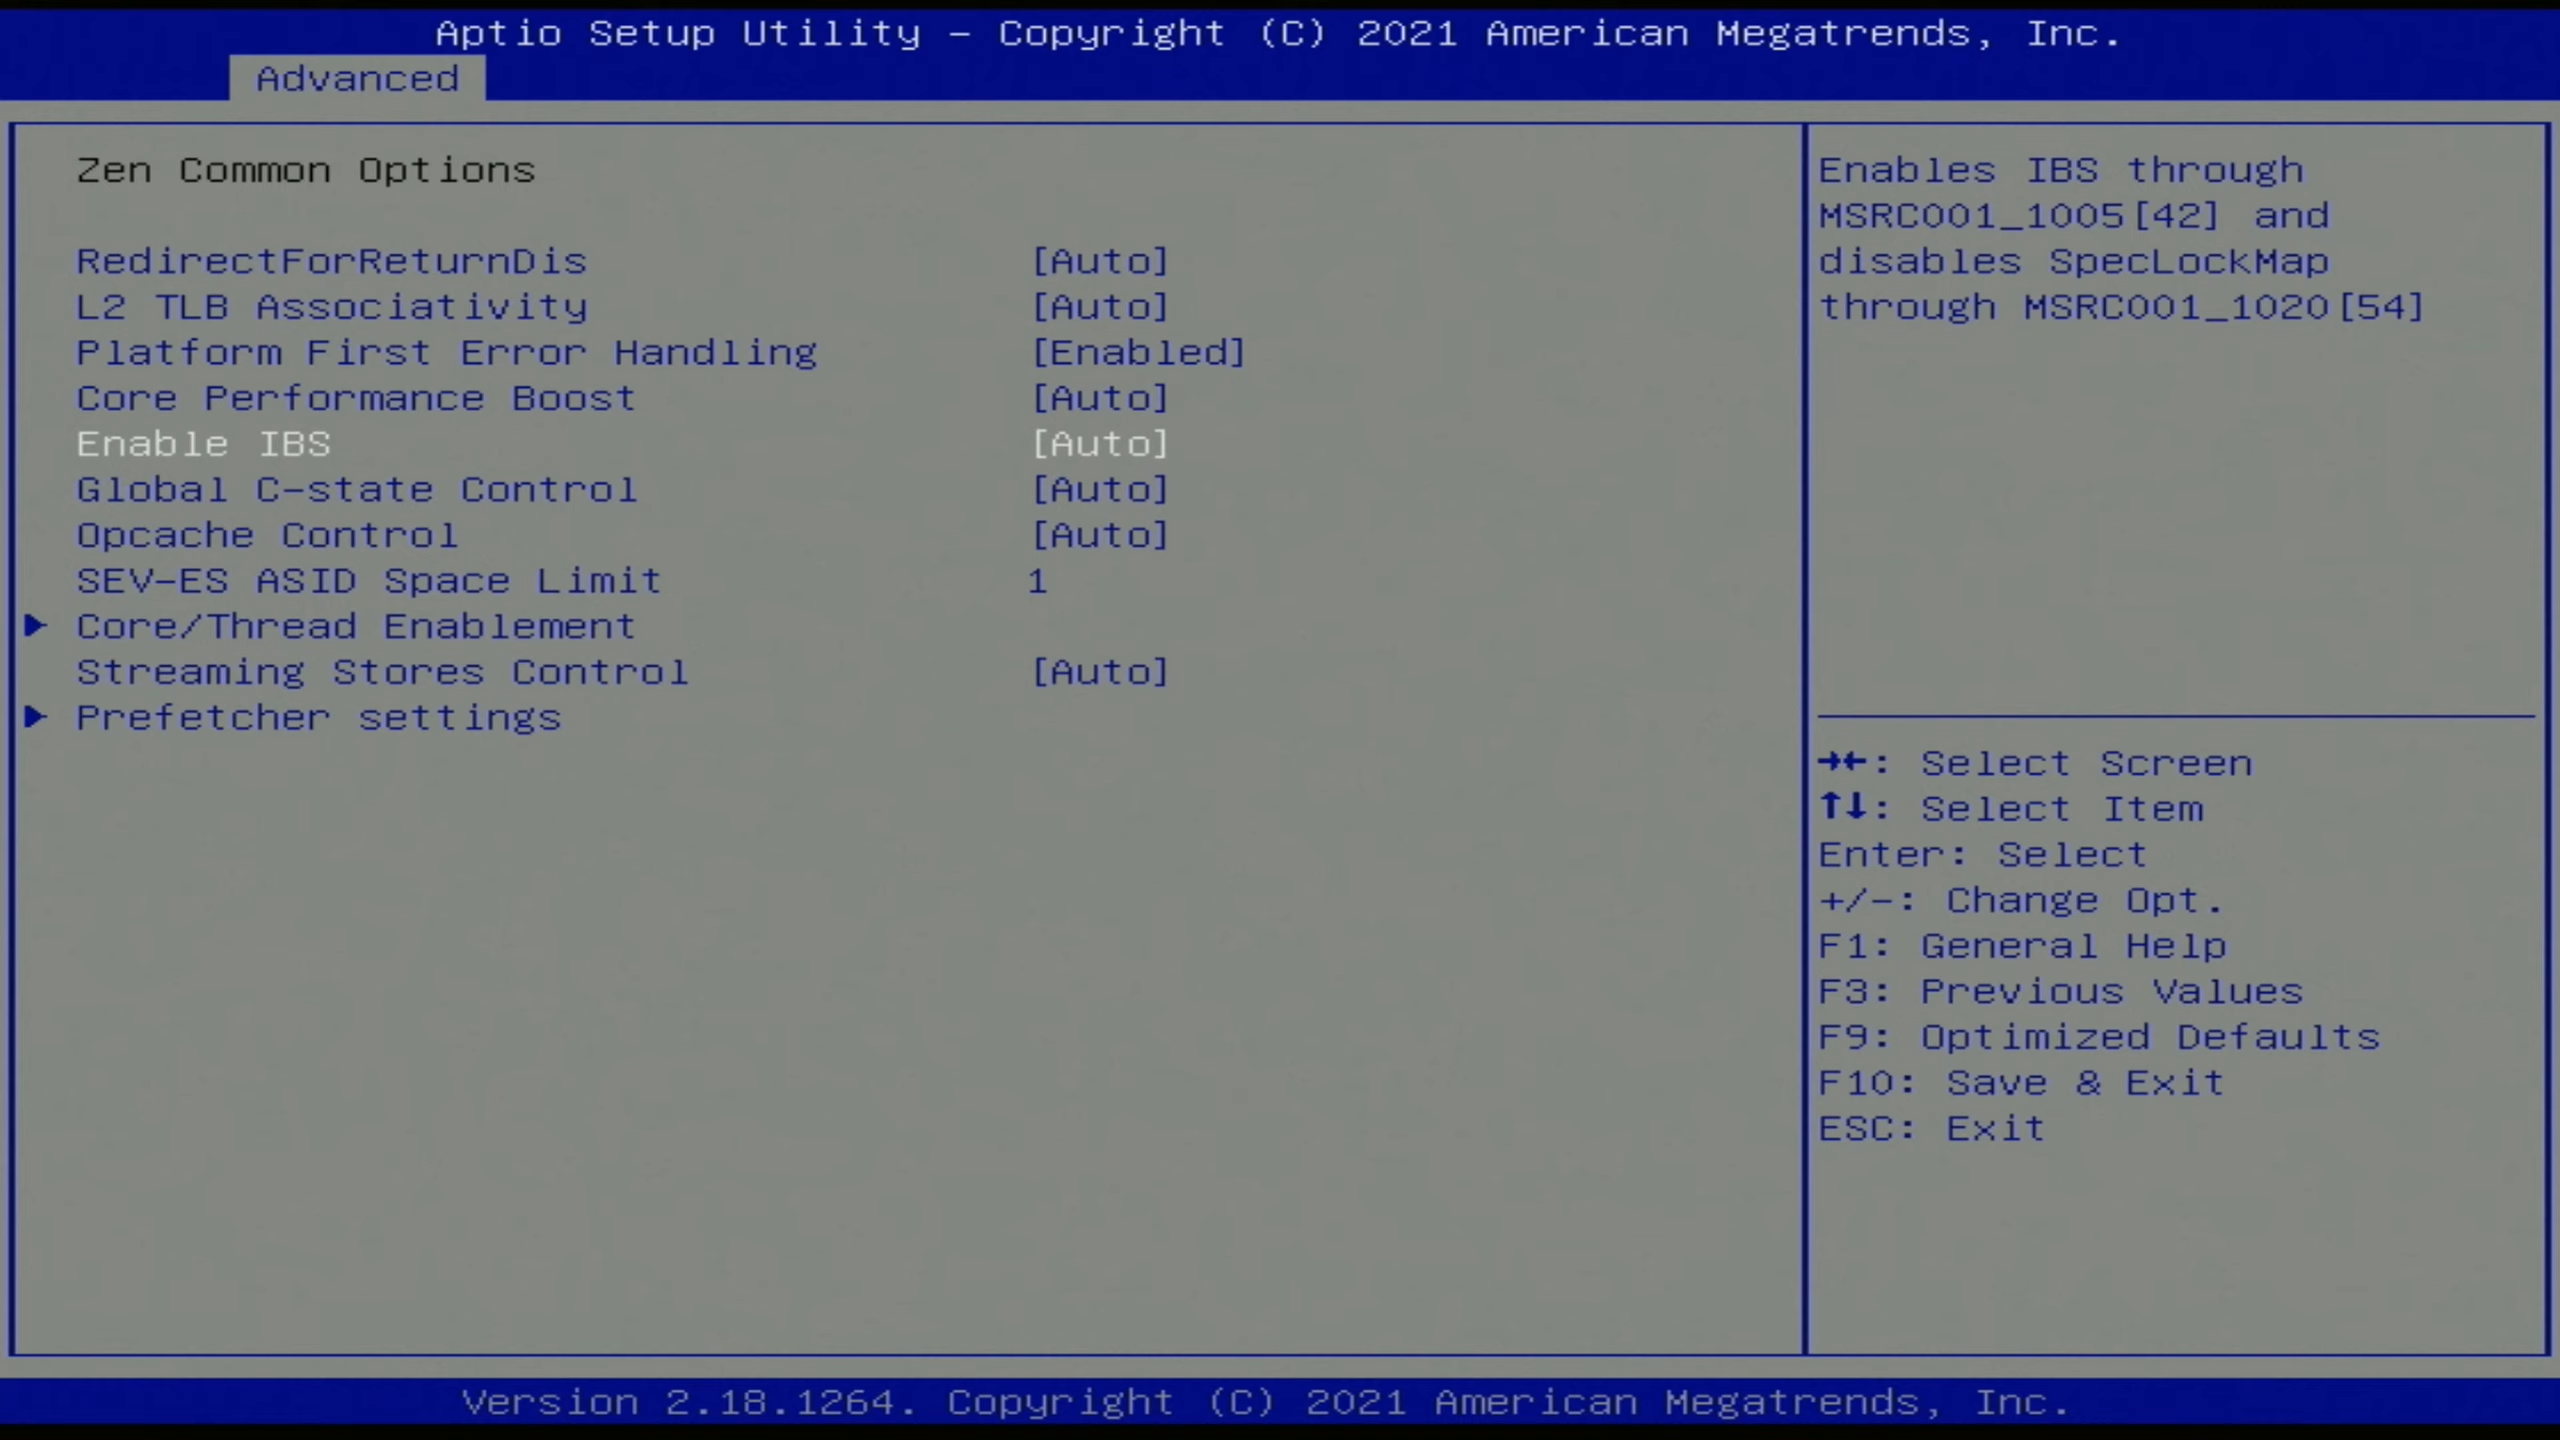 Aptio Setup Utility – Copyright (C) 2021 American Megatrends, Inc.
Advanced
Zen Common Options
RedirectForReturnDis [Auto]
L2 TLB Associativity [Auto]
Platform First Error Handling [Enabled]
Core Performance Boost [Auto]
Enable IBS [Auto]
Global C-state Control [Auto]
Opcache Control [Auto]
SEV-ES ASID Space Limit 1
▶ Core/Thread Enablement
Streaming Stores Control [Auto]
▶ Prefetcher settings
Enables IBS through
MSRC001_1005[42] and
disables SpecLockMap
through MSRC001_1020[54]
→←: Select Screen
↑↓: Select Item
Enter: Select
+/-: Change Opt.
F1: General Help
F3: Previous Values
F9: Optimized Defaults
F10: Save & Exit
ESC: Exit
Version 2.18.1264. Copyright (C) 2021 American Megatrends, Inc.